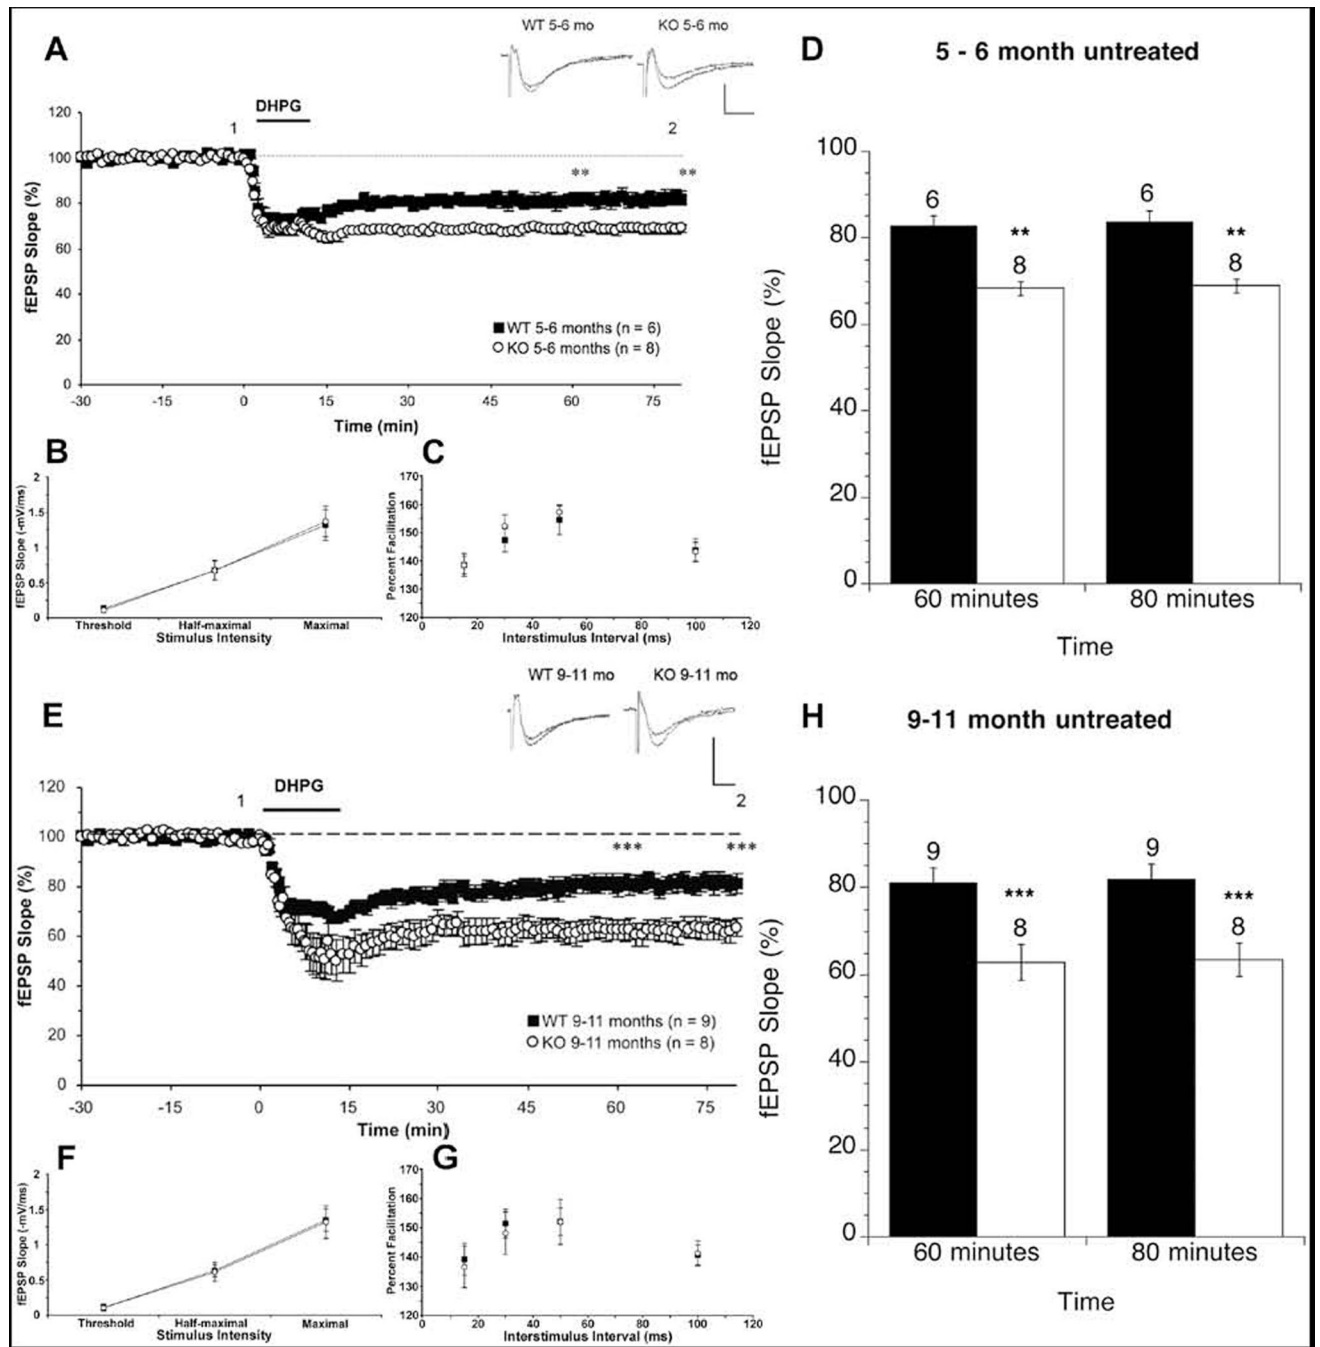 A
WT 5-6 mo
KO 5-6 mo
DHPG
1
2
120
100
80
60
40
20
0
** **
fEPSP Slope (%)
WT 5-6 months (n = 6)
KO 5-6 months (n = 8)
-30 -15 0 15 30 45 60 75
Time (min)
B
2
1.5
1
0.5
0
fEPSP Slope (-mV/ms)
Threshold Half-maximal Maximal
Stimulus Intensity
C
170
160
150
140
130
120
Percent Facilitation
0 20 40 60 80 100 120
Interstimulus Interval (ms)
D
5 - 6 month untreated
100
80
60
40
20
0
fEPSP Slope (%)
6
**
8
6
**
8
60 minutes 80 minutes
Time
E
WT 9-11 mo
KO 9-11 mo
DHPG
1
2
120
100
80
60
40
20
0
*** ***
fEPSP Slope (%)
WT 9-11 months (n = 9)
KO 9-11 months (n = 8)
-30 -15 0 15 30 45 60 75
Time (min)
F
2
1.5
1
0.5
0
fEPSP Slope (-mV/ms)
Threshold Half-maximal Maximal
Stimulus Intensity
G
170
160
150
140
130
120
Percent Facilitation
0 20 40 60 80 100 120
Interstimulus Interval (ms)
H
9-11 month untreated
100
80
60
40
20
0
fEPSP Slope (%)
9
***
8
9
***
8
60 minutes 80 minutes
Time